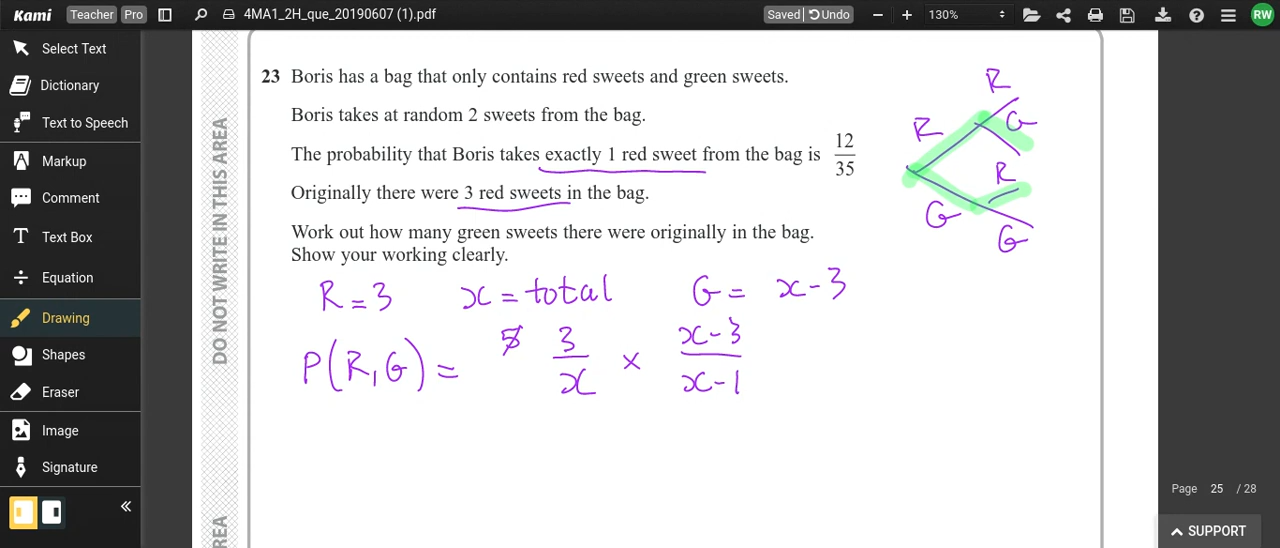 Kami Teacher Pro 4MA1_2H_que_20190607 (1).pdf Saved Undo 130% RW
Select Text
Dictionary
Text to Speech
Markup
Comment
Text Box
Equation
Drawing
Shapes
Eraser
Image
Signature
DO NOT WRITE IN THIS AREA
AREA
23 Boris has a bag that only contains red sweets and green sweets.
Boris takes at random 2 sweets from the bag.
The probability that Boris takes exactly 1 red sweet from the bag is 12/35
Originally there were 3 red sweets in the bag.
Work out how many green sweets there were originally in the bag.
Show your working clearly.
R = 3 x = total G = x - 3
P(R,G) = 3/x × x-3/x-1
R
R G
R
G
G
Page 25 / 28
SUPPORT